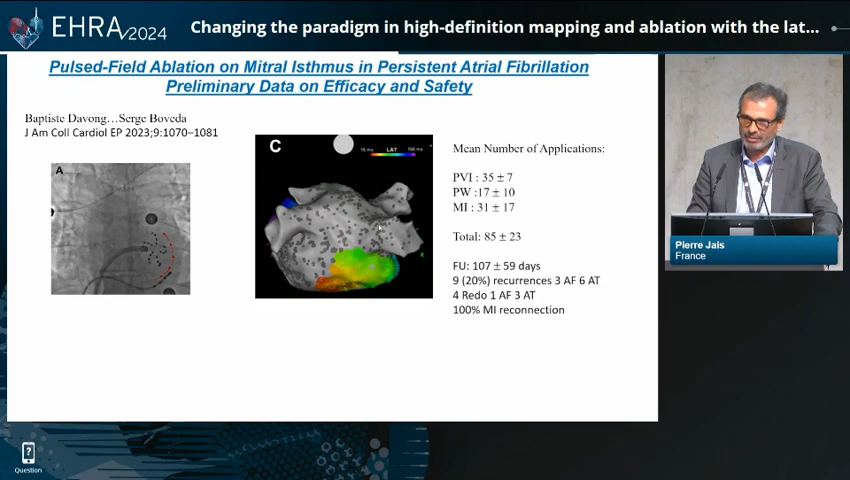 EHRA/2024
Changing the paradigm in high-definition mapping and ablation with the lat...
Pulsed-Field Ablation on Mitral Isthmus in Persistent Atrial Fibrillation
Preliminary Data on Efficacy and Safety
Baptiste Davong…Serge Boveda
J Am Coll Cardiol EP 2023;9:1070–1081
A
C
LAT
Mean Number of Applications:
PVI : 35 ± 7
PW :17 ± 10
MI : 31 ± 17
Total: 85 ± 23
FU: 107 ± 59 days
9 (20%) recurrences 3 AF 6 AT
4 Redo 1 AF 3 AT
100% MI reconnection
Pierre Jais
France
Question